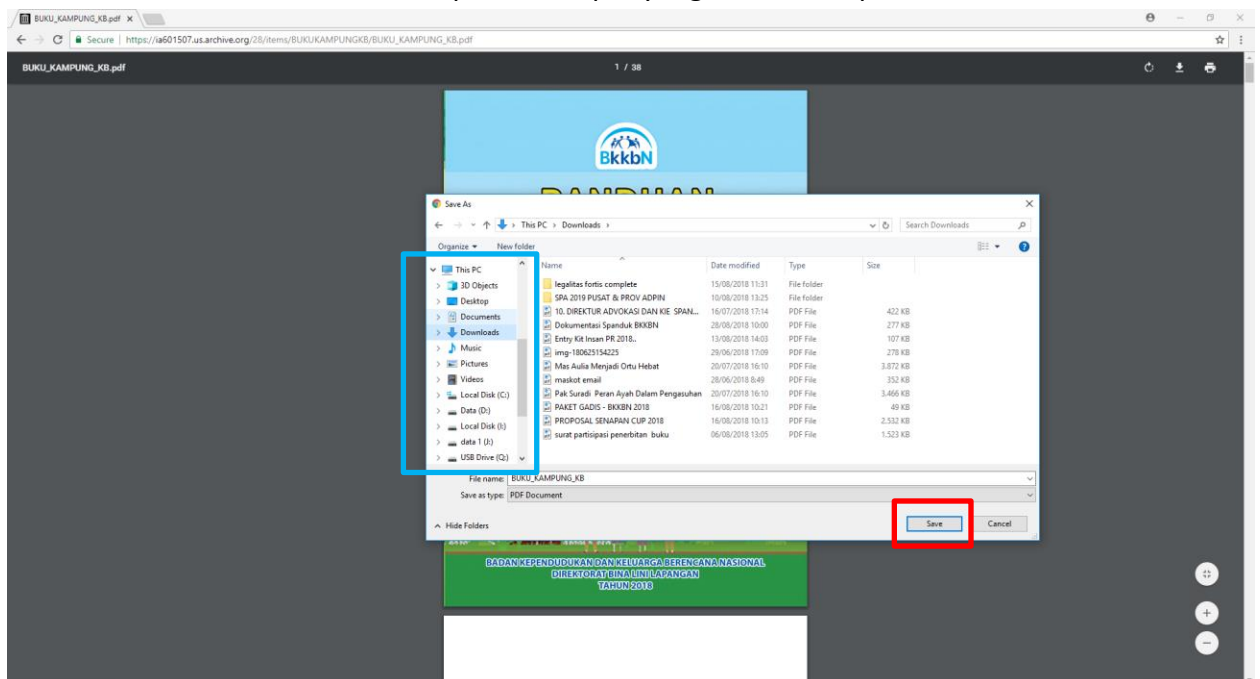 BUKU_KAMPUNG_KB.pdf
Secure | https://ia601507.us.archive.org/28/items/BUKUKAMPUNGKB/BUKU_KAMPUNG_KB.pdf
BUKU_KAMPUNG_KB.pdf 1 / 38
BkkbN
PANDUAN
Save As
This PC > Downloads > Search Downloads
Organize New folder
This PC
3D Objects
Desktop
Documents
Downloads
Music
Pictures
Videos
Local Disk (C:)
Data (D:)
Local Disk (I:)
data 1 (J:)
USB Drive (Q:)
Name Date modified Type Size
legalitas fortis complete 15/08/2018 11:31 File folder
SPA 2019 PUSAT & PROV ADPIN 10/08/2018 13:25 File folder
10. DIREKTUR ADVOKASI DAN KIE SPAN... 16/07/2018 17:14 PDF File 422 KB
Dokumentasi Spanduk BKKBN 28/08/2018 10:00 PDF File 277 KB
Entry Kit Insan PR 2018.. 13/08/2018 14:03 PDF File 107 KB
img-180625154225 29/06/2018 17:09 PDF File 278 KB
Mas Aulia Menjadi Ortu Hebat 20/07/2018 16:10 PDF File 3.872 KB
maskot email 28/06/2018 8:49 PDF File 352 KB
Pak Suradi Peran Ayah Dalam Pengasuhan 20/07/2018 16:10 PDF File 3.466 KB
PAKET GADIS - BKKBN 2018 16/08/2018 10:21 PDF File 49 KB
PROPOSAL SENAPAN CUP 2018 16/08/2018 10:13 PDF File 2.532 KB
surat partisipasi penerbitan buku 06/08/2018 13:05 PDF File 1.523 KB
File name: BUKU_KAMPUNG_KB
Save as type: PDF Document
Hide Folders Save Cancel
BADAN KEPENDUDUKAN DAN KELUARGA BERENCANA NASIONAL
DIREKTORAT BINA LINI LAPANGAN
TAHUN 2018